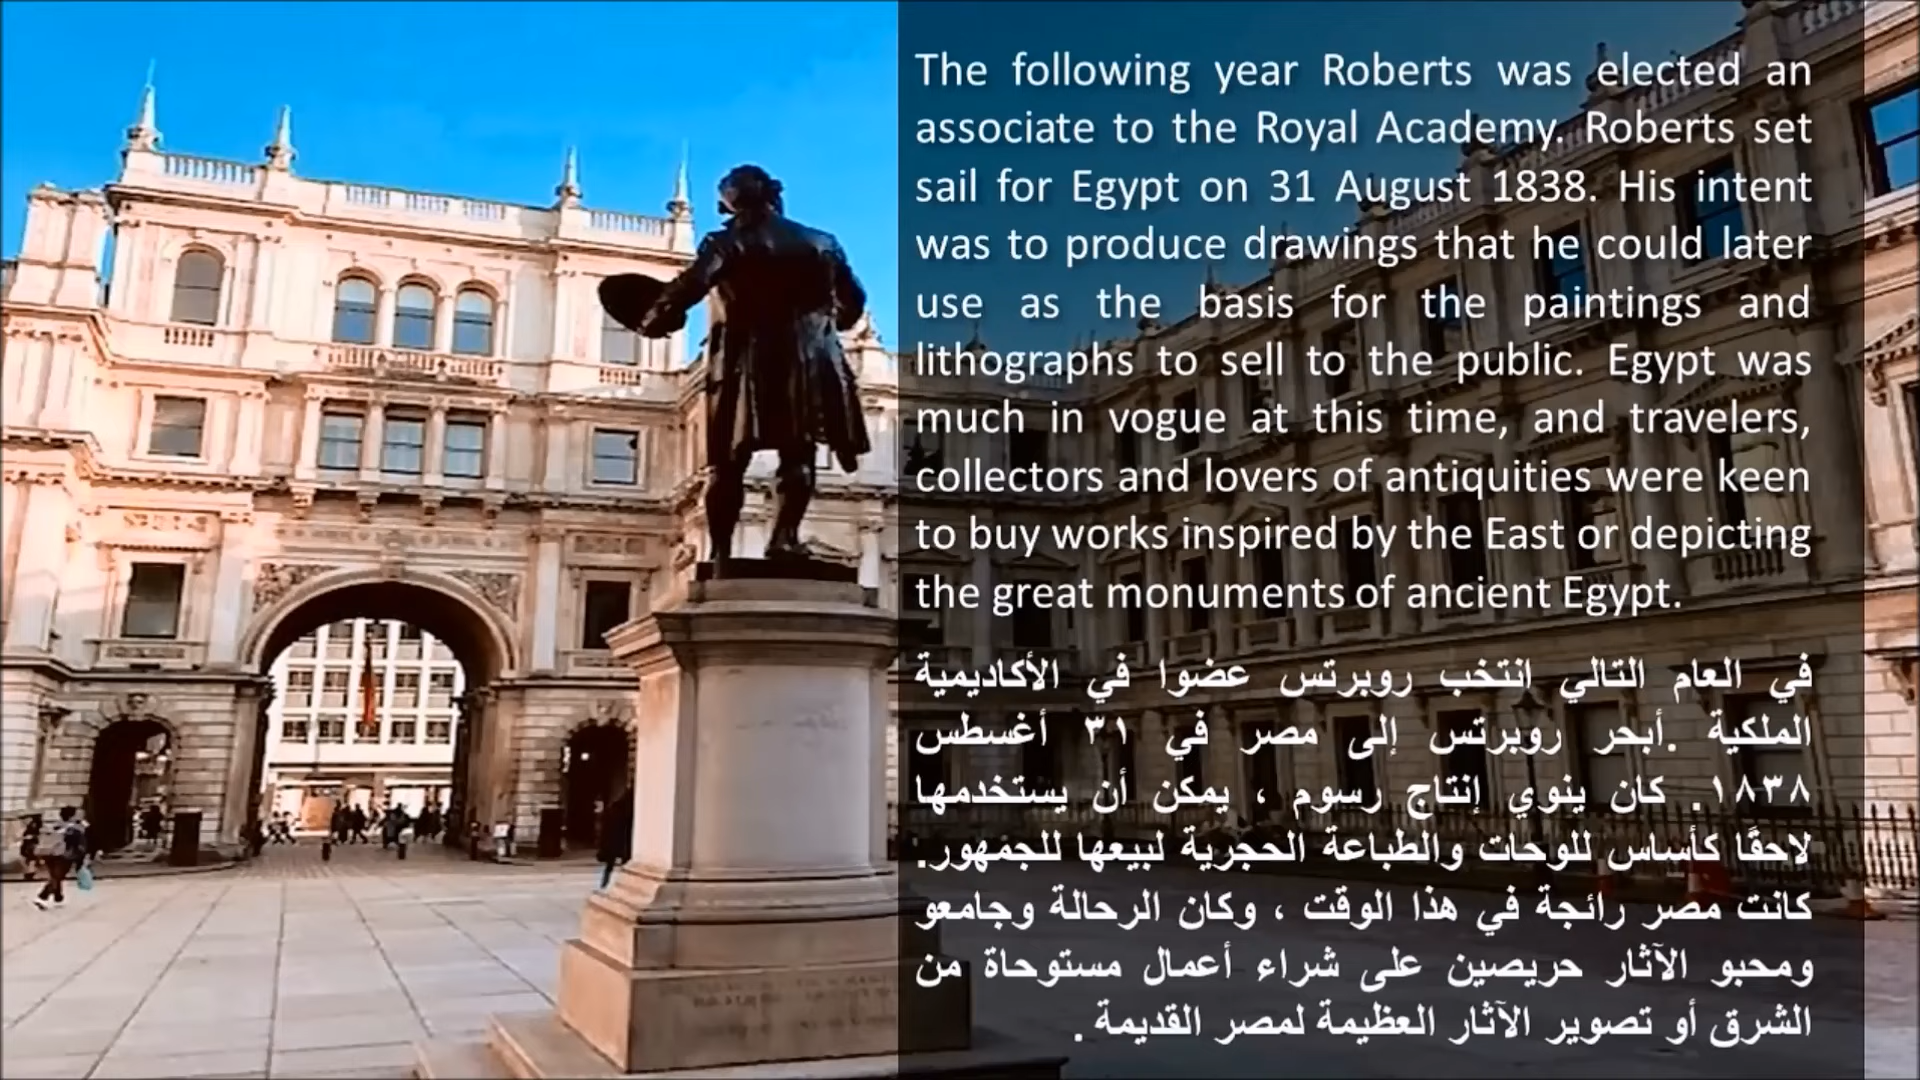 The following year Roberts was elected an
associate to the Royal Academy. Roberts set
sail for Egypt on 31 August 1838. His intent
was to produce drawings that he could later
use as the basis for the paintings and
lithographs to sell to the public. Egypt was
much in vogue at this time, and travelers,
collectors and lovers of antiquities were keen
to buy works inspired by the East or depicting
the great monuments of ancient Egypt.
في العام التالي انتخب روبرتس عضوا في الأكاديمية
الملكية .أبحر روبرتس إلى مصر في ٣١ أغسطس
١٨٣٨. كان ينوي إنتاج رسوم ، يمكن أن يستخدمها
لاحقًا كأساس للوحات والطباعة الحجرية لبيعها للجمهور.
كانت مصر رائجة في هذا الوقت ، وكان الرحالة وجامعو
ومحبو الآثار حريصين على شراء أعمال مستوحاة من
الشرق أو تصوير الآثار العظيمة لمصر القديمة .